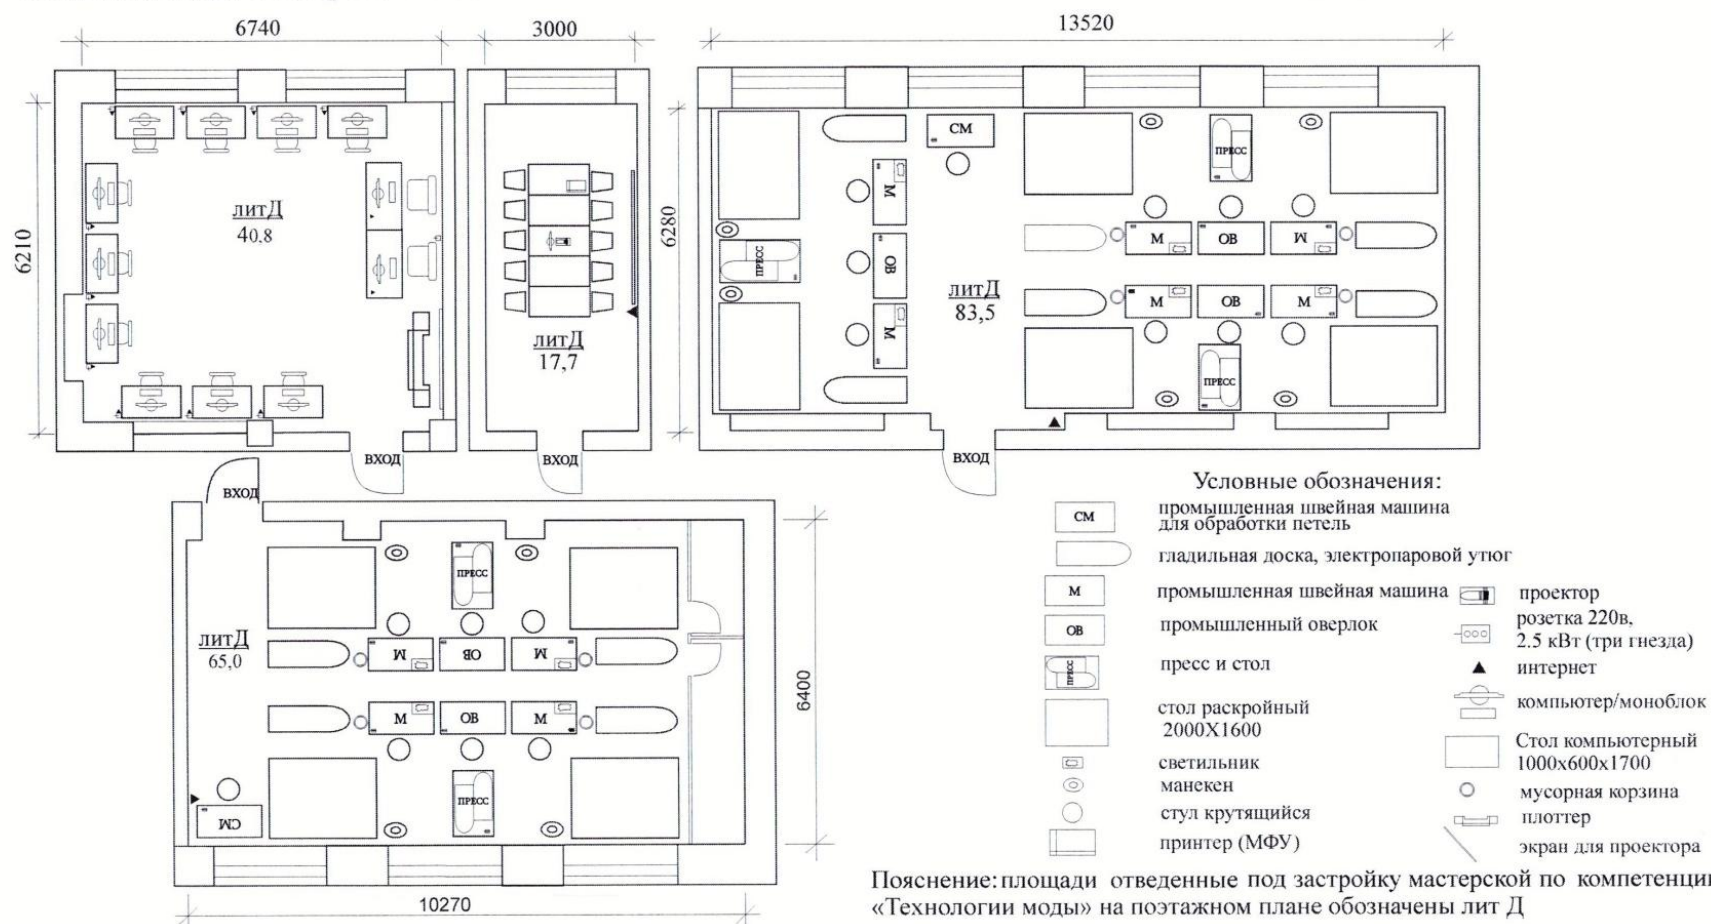 6740
3000
13520
6210
литД
40.8
ВХОД
литД
17,7
ВХОД
6280
СМ
М
ОВ
М
ПРЕСС
литД
83,5
ПРЕСС
М
ОВ
М
М
ОВ
М
ПРЕСС
ВХОД
ВХОД
литД
65,0
ПРЕСС
М
ОВ
М
М
ОВ
М
ПРЕСС
СМ
6400
10270
Условные обозначения:
СМ
промышленная швейная машина
для обработки петель
гладильная доска, электропаровой утюг
М
промышленная швейная машина
ОВ
промышленный оверлок
ПРЕСС
пресс и стол
стол раскройный
2000X1600
светильник
манекен
стул крутящийся
принтер (МФУ)
проектор
розетка 220в,
2.5 кВт (три гнезда)
интернет
компьютер/моноблок
Стол компьютерный
1000х600х1700
мусорная корзина
плоттер
экран для проектора
Пояснение: площади отведенные под застройку мастерской по компетенции
«Технологии моды» на поэтажном плане обозначены лит Д